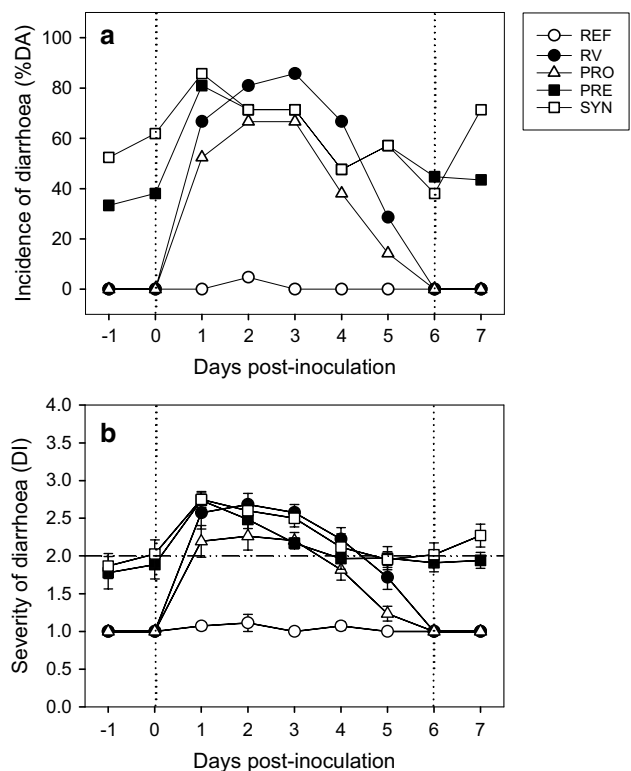 a
Incidence of diarrhoea (%DA)
100
80
60
40
20
0
-1 0 1 2 3 4 5 6 7
Days post-inoculation
REF
RV
PRO
PRE
SYN
b
Severity of diarrhoea (DI)
4.0
3.5
3.0
2.5
2.0
1.5
1.0
0.5
0.0
-1 0 1 2 3 4 5 6 7
Days post-inoculation